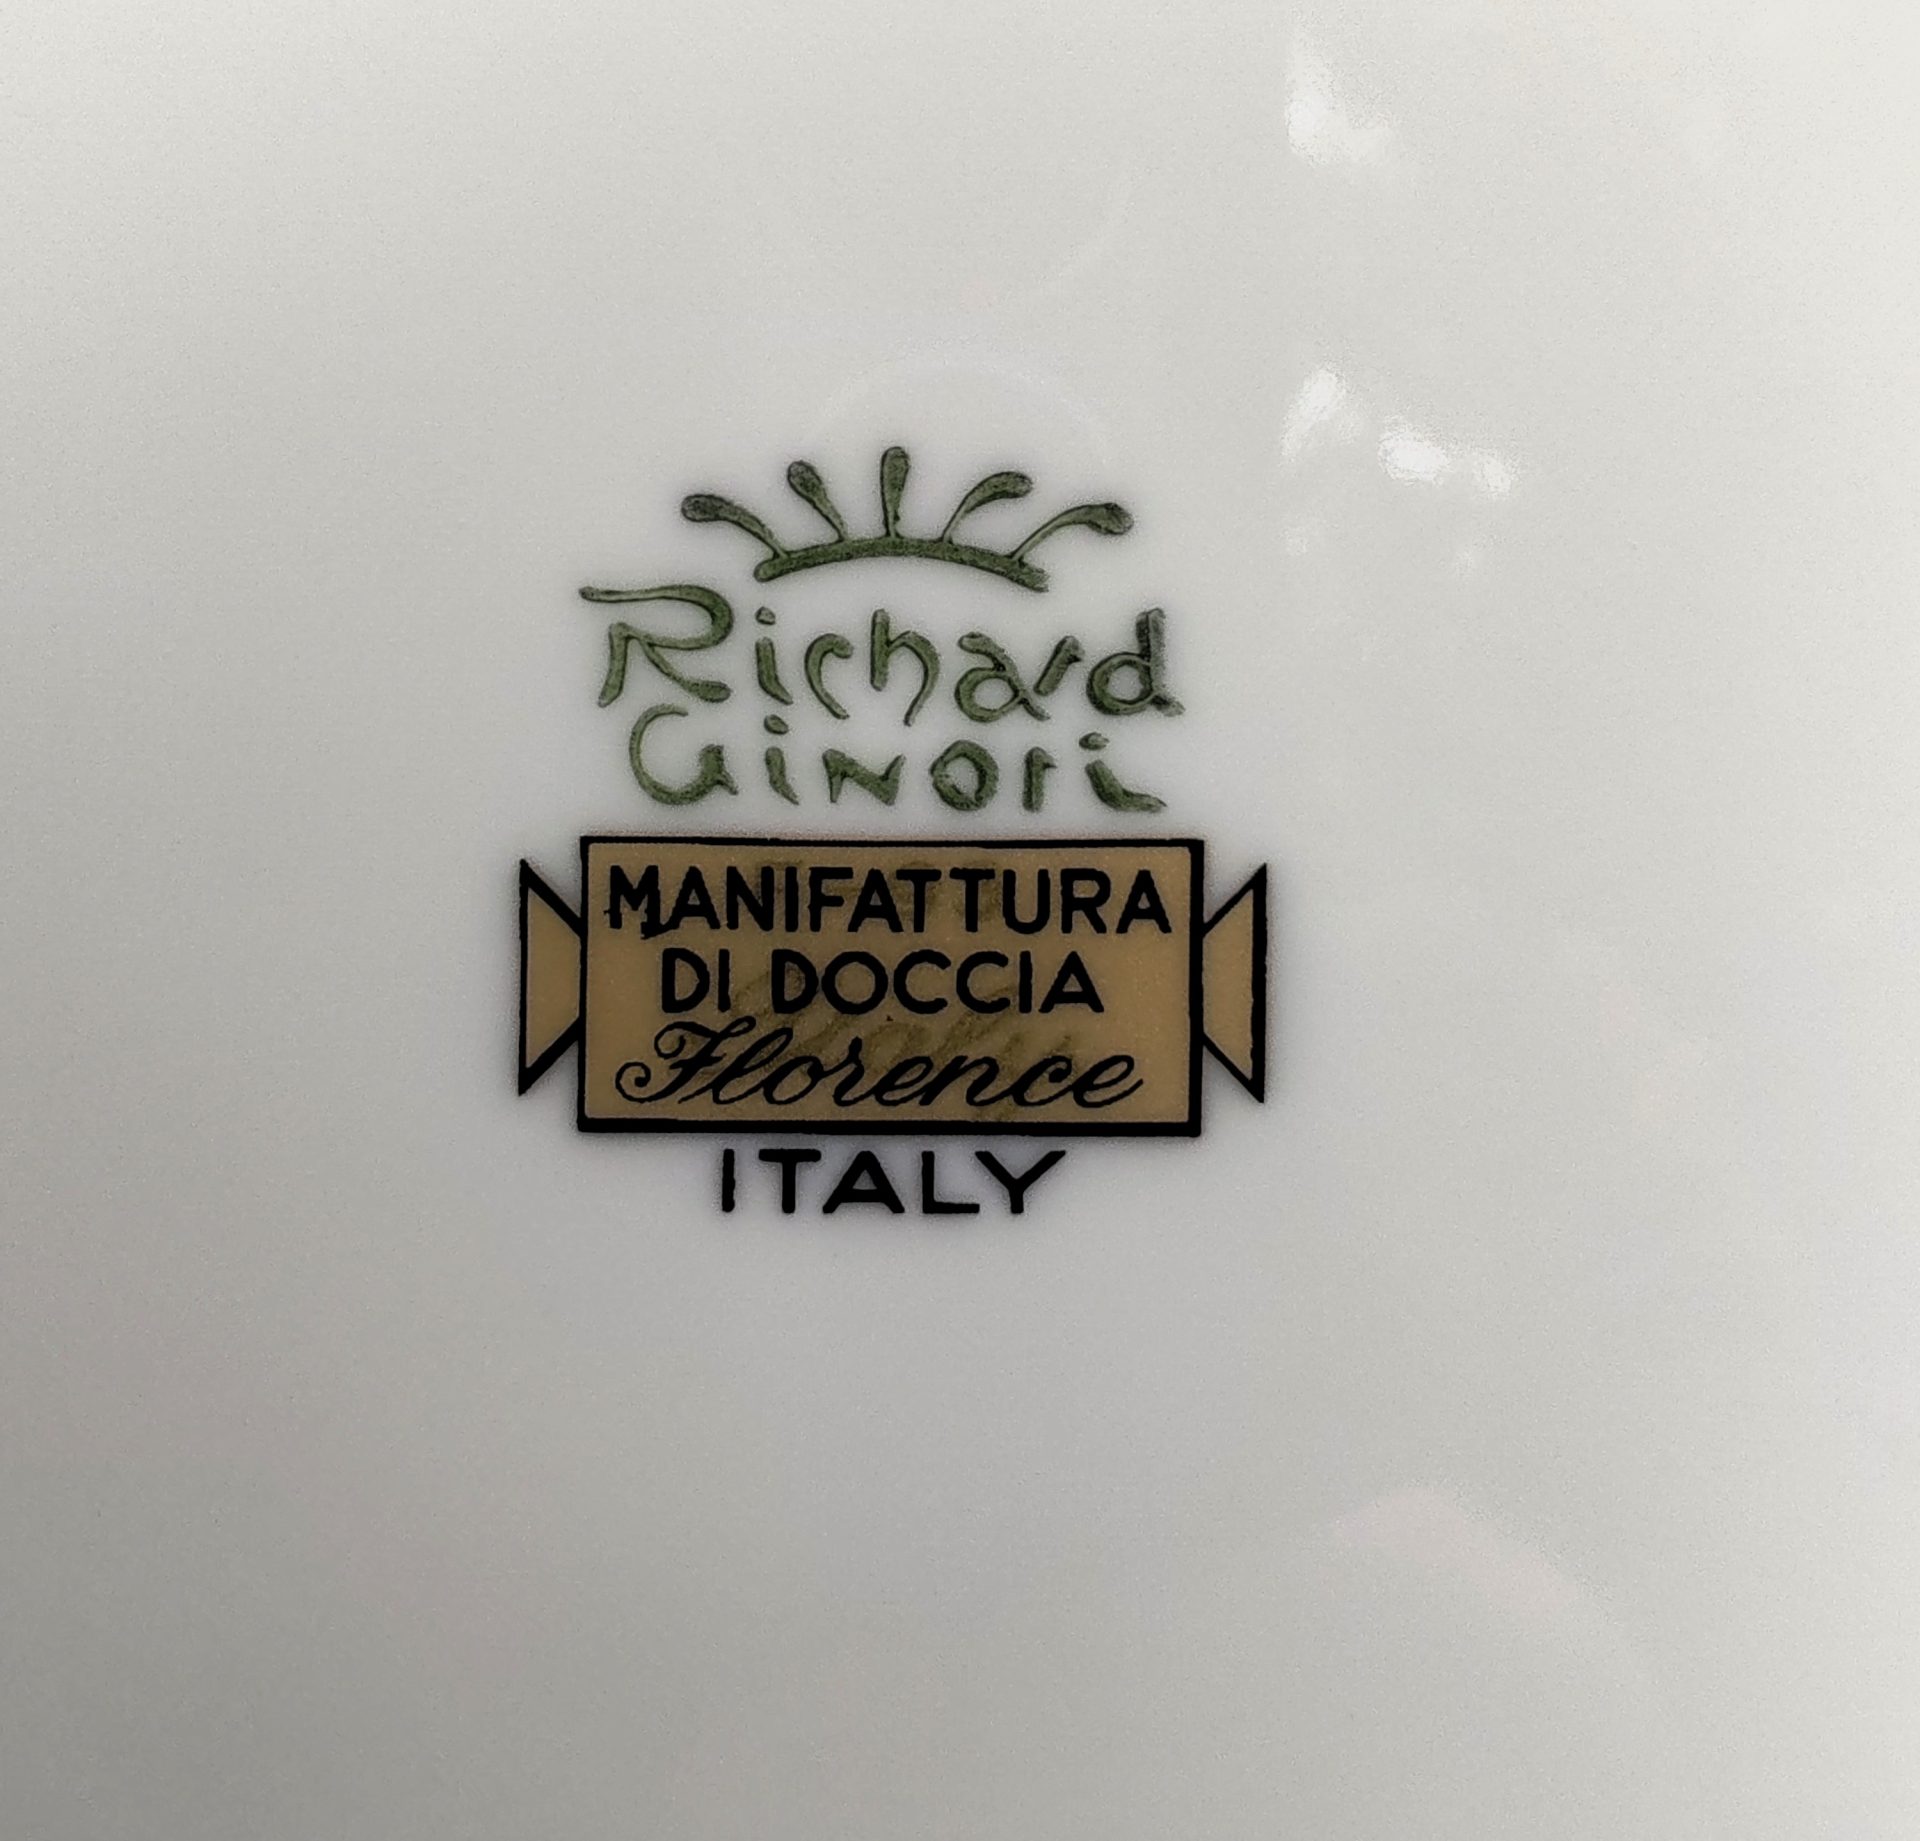 Richard
Ginori
MANIFATTURA
DI DOCCIA
Florence
ITALY